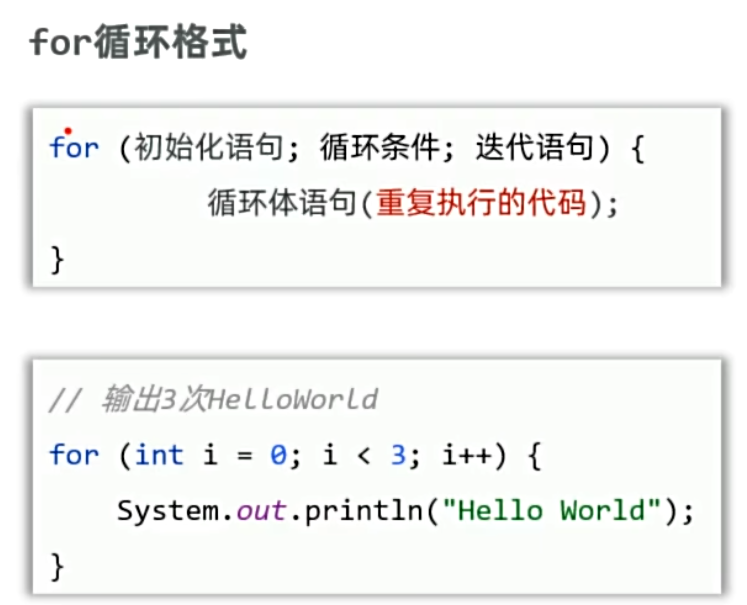 for循环格式
for (初始化语句; 循环条件; 迭代语句) {
循环体语句(重复执行的代码);
}
// 输出3次HelloWorld
for (int i = 0; i < 3; i++) {
System.out.println("Hello World");
}